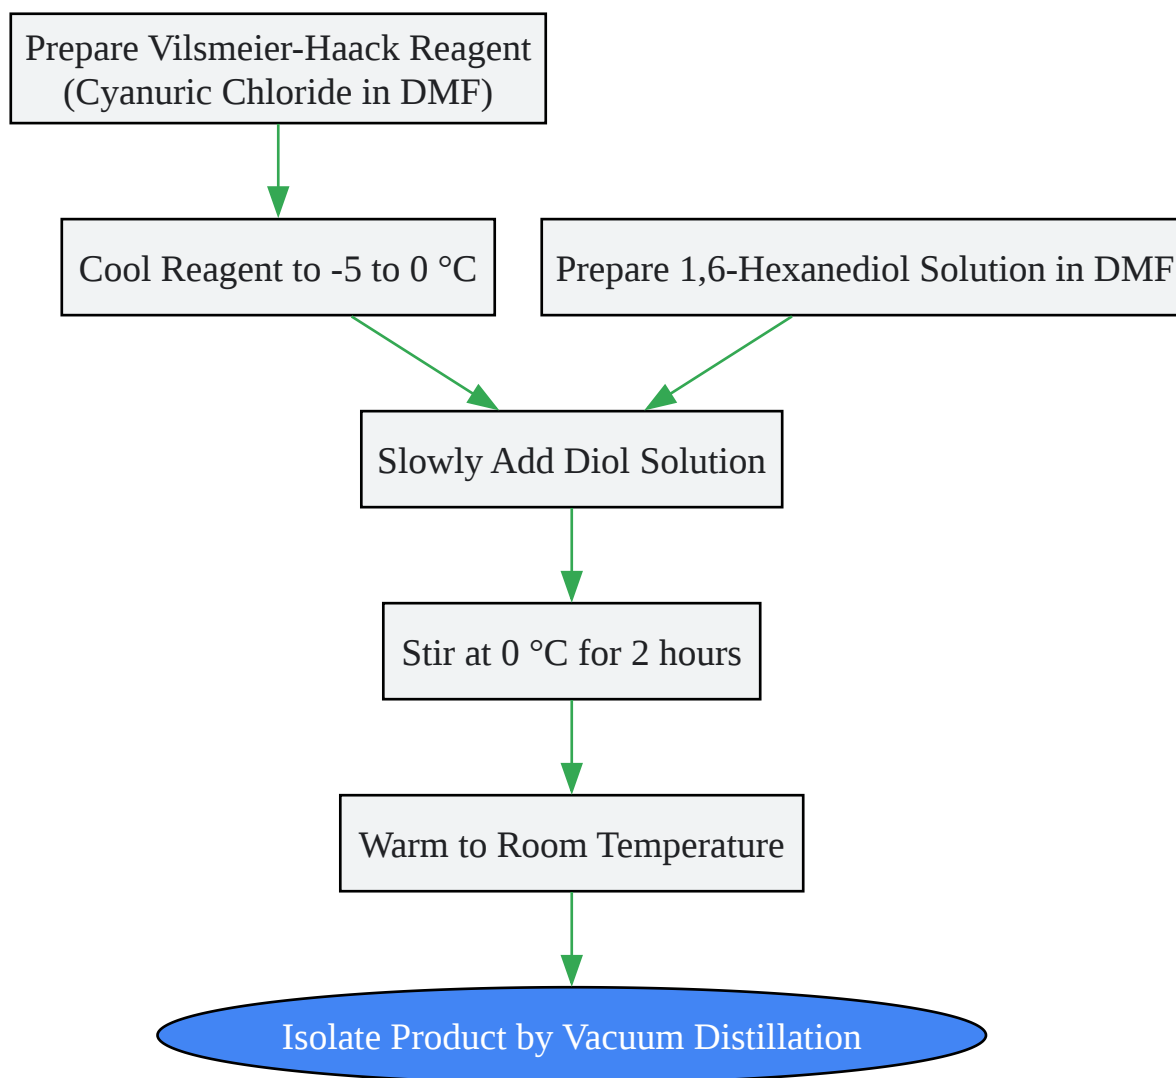 Prepare Vilsmeier-Haack Reagent
(Cyanuric Chloride in DMF)
Cool Reagent to -5 to 0 °C
Prepare 1,6-Hexanediol Solution in DMF
Slowly Add Diol Solution
Stir at 0 °C for 2 hours
Warm to Room Temperature
Isolate Product by Vacuum Distillation